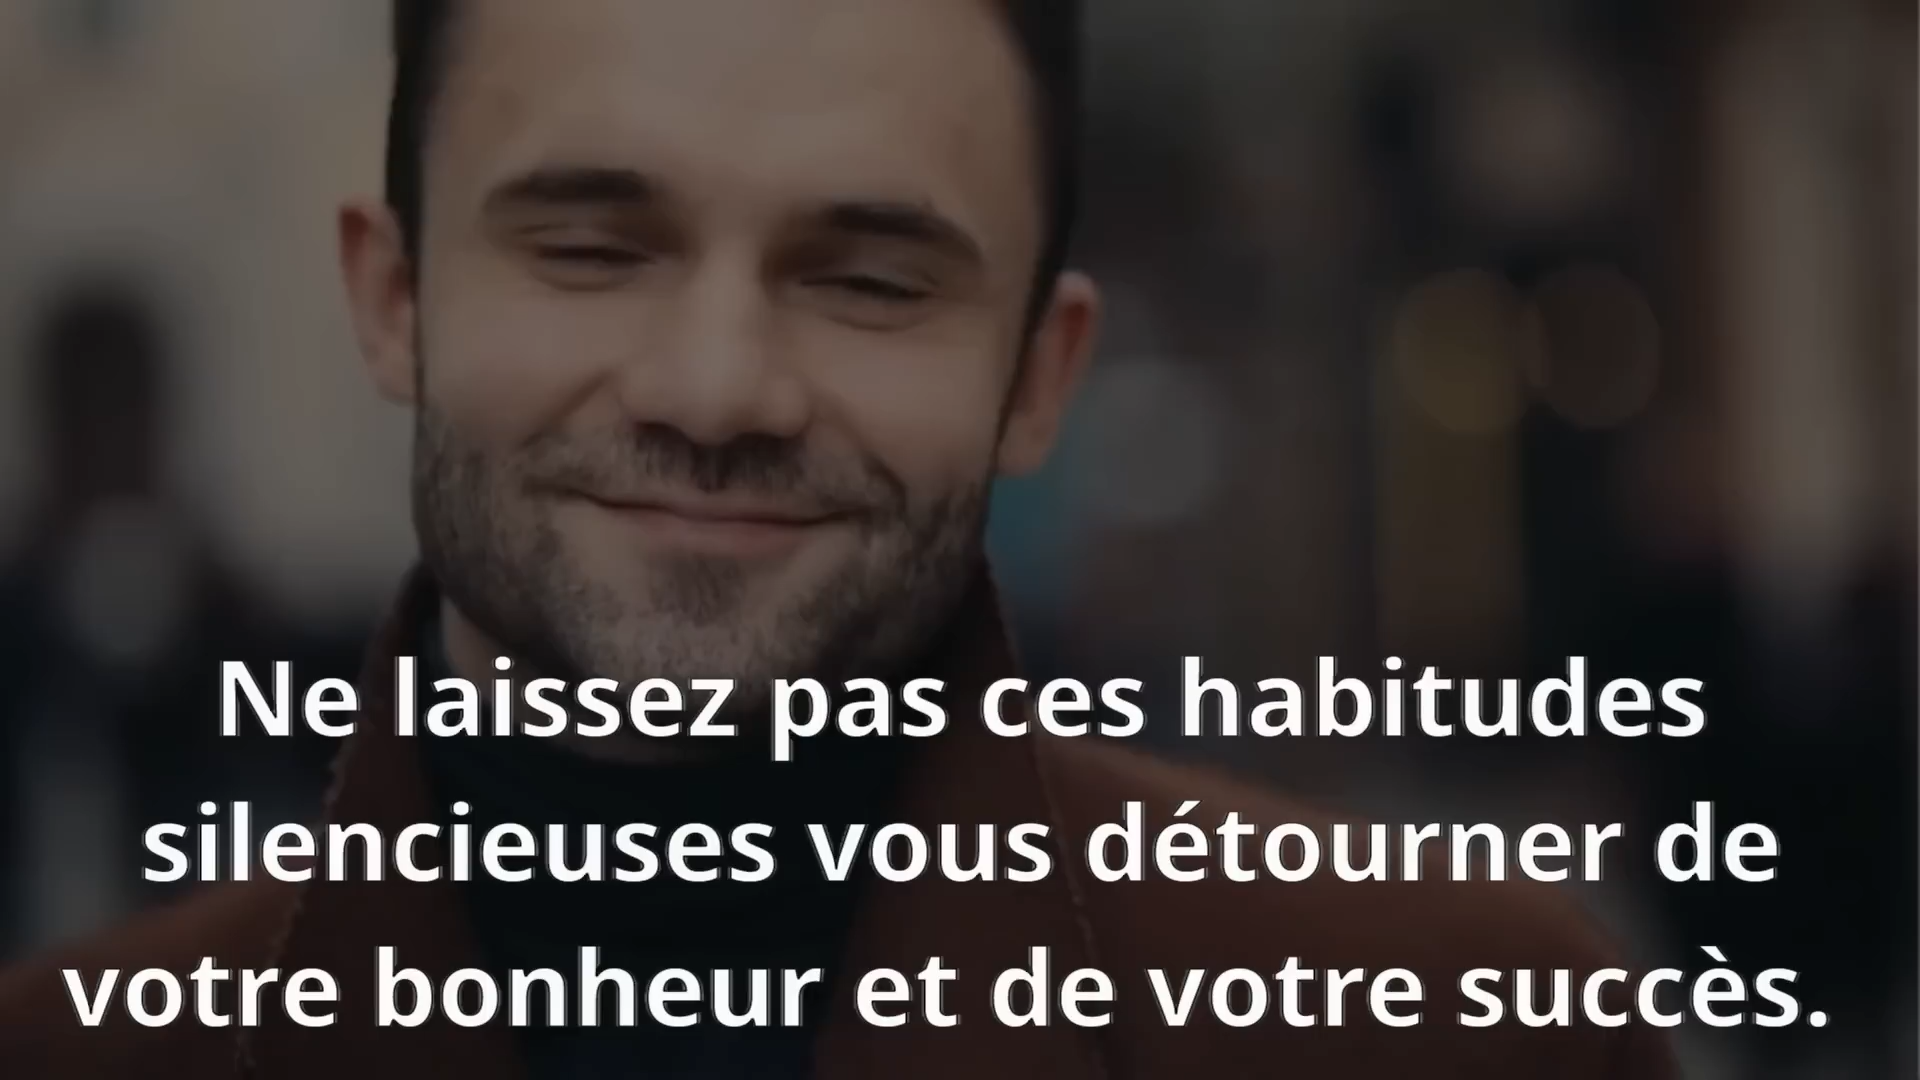 Ne laissez pas ces habitudes
silencieuses vous détourner de
votre bonheur et de votre succès.